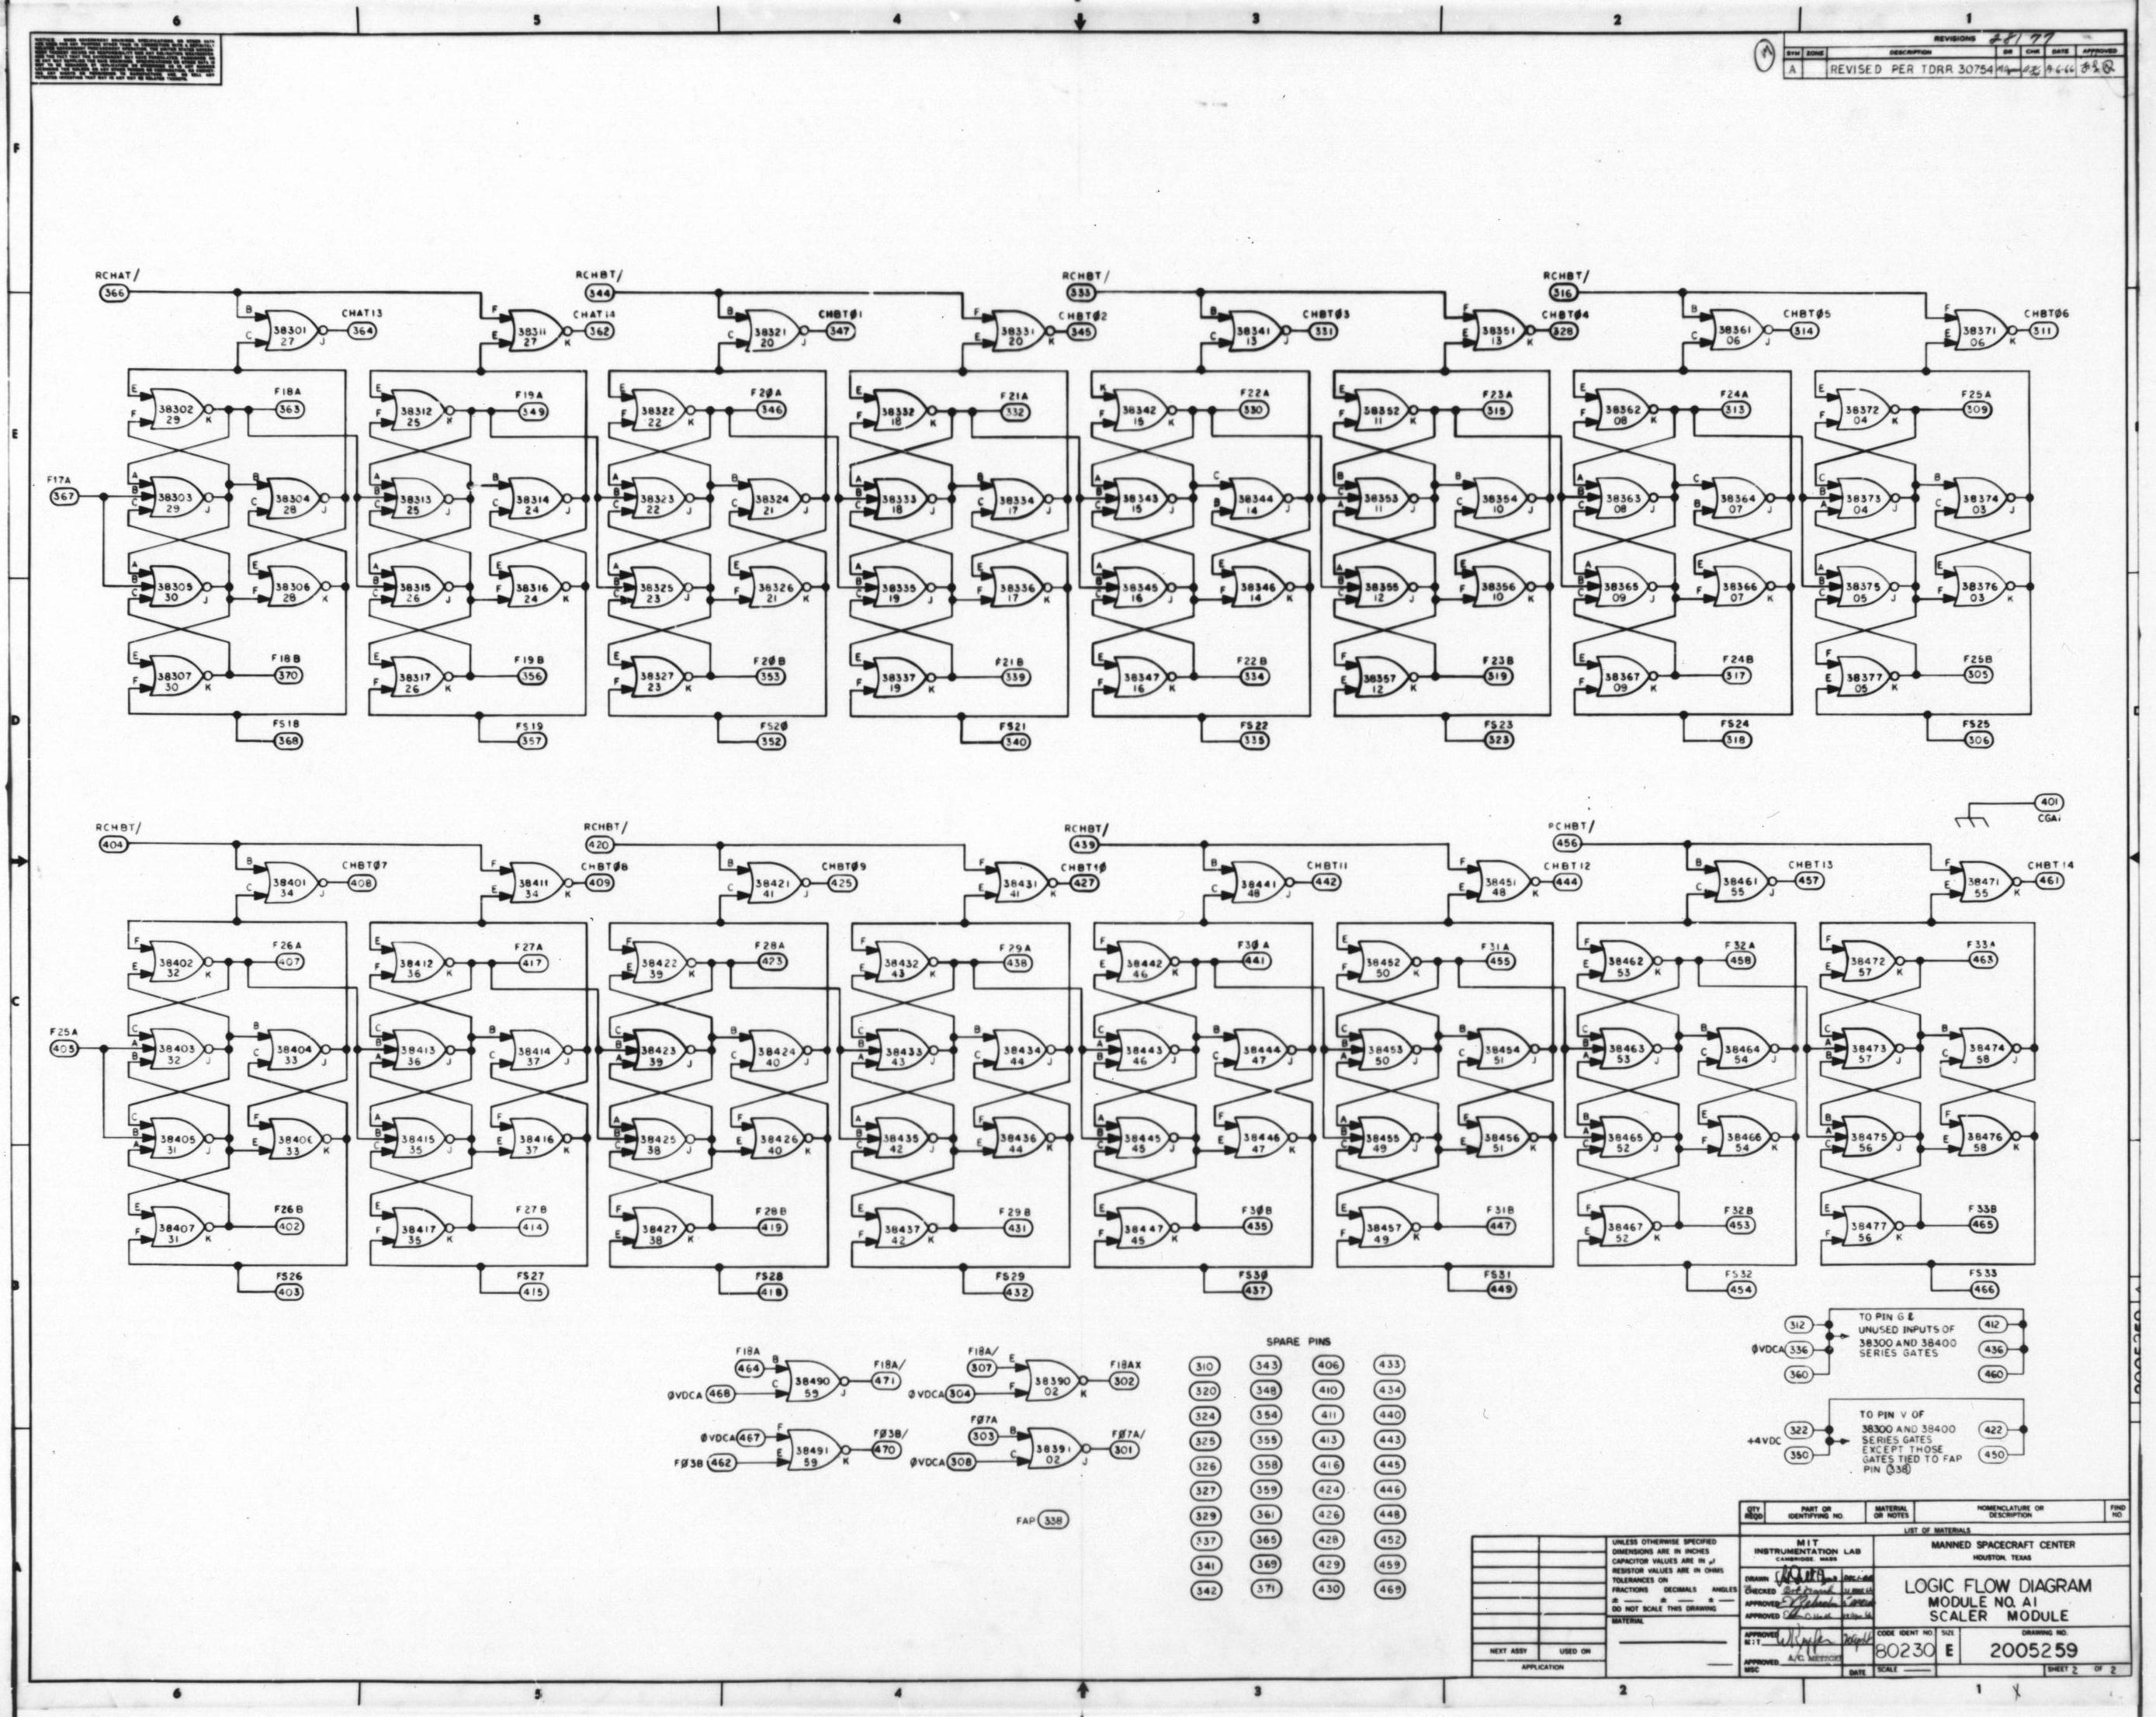 6 5 4 3 2 1
REVISIONS 28177
SYM ZONE DESCRIPTION DR CHK DATE APPROVED
A REVISED PER TDRR 30754
F
RCHAT/ RCHBT/ RCHBT/ RCHBT/
366 344 333 316
CHAT13 CHAT14 CHBTØ1 CHBTØ2 CHBTØ3 CHBTØ4 CHBTØ5 CHBTØ6
38301 364 38311 362 38321 347 38331 345 38341 331 38351 328 38361 314 38371 311
27 27 20 20 13 13 06 06
F18A F19A F2ØA F21A F22A F23A F24A F25A
38302 363 38312 349 38322 346 38332 332 38342 330 38352 315 38362 313 38372 309
29 25 22 18 15 11 08 04
E
F17A
367 38303 38304 38313 38314 38323 38324 38333 38334 38343 38344 38353 38354 38363 38364 38373 38374
29 28 25 24 22 21 18 17 15 14 11 10 08 07 04 03
38305 38306 38315 38316 38325 38326 38335 38336 38345 38346 38355 38356 38365 38366 38375 38376
30 28 26 24 23 21 19 17 16 14 12 10 09 07 05 03
F18B F19B F2ØB F21B F22B F23B F24B F25B
38307 370 38317 356 38327 353 38337 339 38347 334 38357 319 38367 317 38377 305
30 26 23 19 16 12 09 05
D
FS18 FS19 FS2Ø FS21 FS22 FS23 FS24 FS25
368 357 352 340 335 323 318 306
401
CGA1
RCHBT/ RCHBT/ RCHBT/ RCHBT/
404 420 439 456
CHBTØ7 CHBTØ8 CHBTØ9 CHBT1Ø CHBT11 CHBT12 CHBT13 CHBT14
38401 408 38411 409 38421 425 38431 427 38441 442 38451 444 38461 457 38471 461
34 34 41 41 48 48 55 55
F26A F27A F28A F29A F3ØA F31A F32A F33A
38402 407 38412 417 38422 423 38432 438 38442 441 38452 455 38462 458 38472 463
32 36 39 43 46 50 53 57
C
F25A
405 38403 38404 38413 38414 38423 38424 38433 38434 38443 38444 38453 38454 38463 38464 38473 38474
32 33 36 37 39 40 43 44 46 47 50 51 53 54 57 58
38405 38406 38415 38416 38425 38426 38435 38436 38445 38446 38455 38456 38465 38466 38475 38476
31 33 35 37 38 40 42 44 45 47 49 51 52 54 56 58
F26B F27B F28B F29B F3ØB F31B F32B F33B
38407 402 38417 414 38427 419 38437 431 38447 435 38457 447 38467 453 38477 465
31 35 38 42 45 49 52 56
B
FS26 FS27 FS28 FS29 FS3Ø FS31 FS32 FS33
403 415 418 432 437 449 454 466
F18A F18A/ F18A/ F18AX
464 B 38490 471 307 E 38390 302
ØVDCA 468 C 59 J ØVDCA 304 F 02 K
ØVDCA 467 F FØ3B/ FØ7A FØ7A/
38491 470 303 B 38391 301
FØ3B 462 E 59 K ØVDCA 308 C 02 J
FAP 338
SPARE PINS
310 343 406 433
320 348 410 434
324 354 411 440
325 355 413 443
326 358 416 445
327 359 424 446
329 361 426 448
337 365 428 452
341 369 429 459
342 371 430 469
312 TO PIN G & 412
ØVDCA 336 UNUSED INPUTS OF 436
38300 AND 38400
360 SERIES GATES 460
TO PIN V OF
322 38300 AND 38400 422
+4VDC SERIES GATES
EXCEPT THOSE
350 GATES TIED TO FAP 450
PIN 338
QTY REQD PART OR IDENTIFYING NO. MATERIAL OR NOTES NOMENCLATURE OR DESCRIPTION FIND NO.
LIST OF MATERIALS
UNLESS OTHERWISE SPECIFIED
DIMENSIONS ARE IN INCHES
CAPACITOR VALUES ARE IN
RESISTOR VALUES ARE IN OHMS
TOLERANCES ON
FRACTIONS DECIMALS ANGLES
DO NOT SCALE THIS DRAWING
MATERIAL
NEXT ASSY USED ON
APPLICATION
MIT
INSTRUMENTATION LAB
CAMBRIDGE, MASS
DRAWN
CHECKED
APPROVED
APPROVED
APPROVED MIT
APPROVED MSC
DATE
MANNED SPACECRAFT CENTER
HOUSTON, TEXAS
LOGIC FLOW DIAGRAM
MODULE NO. A1
SCALER MODULE
CODE IDENT NO. SIZE DRAWING NO.
80230 E 2005259
SCALE SHEET 2 OF 2
A
6 5 4 3 2 1